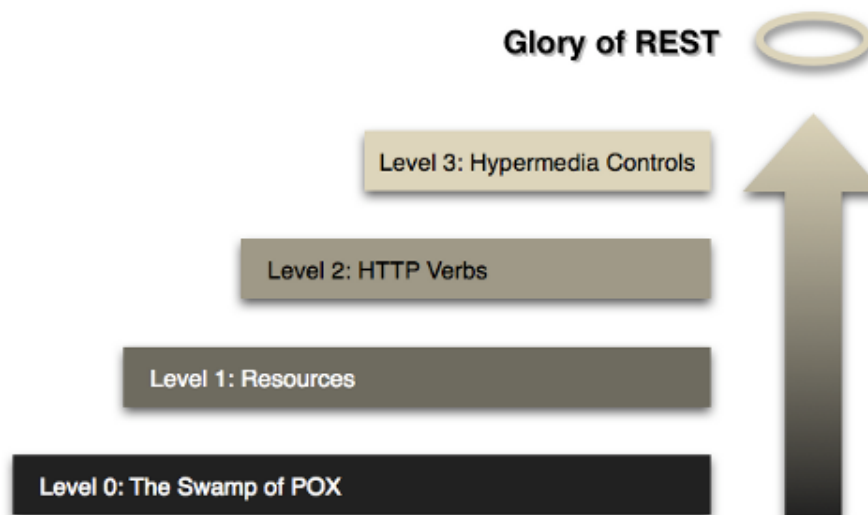 Glory of REST
Level 3: Hypermedia Controls
Level 2: HTTP Verbs
Level 1: Resources
Level 0: The Swamp of POX